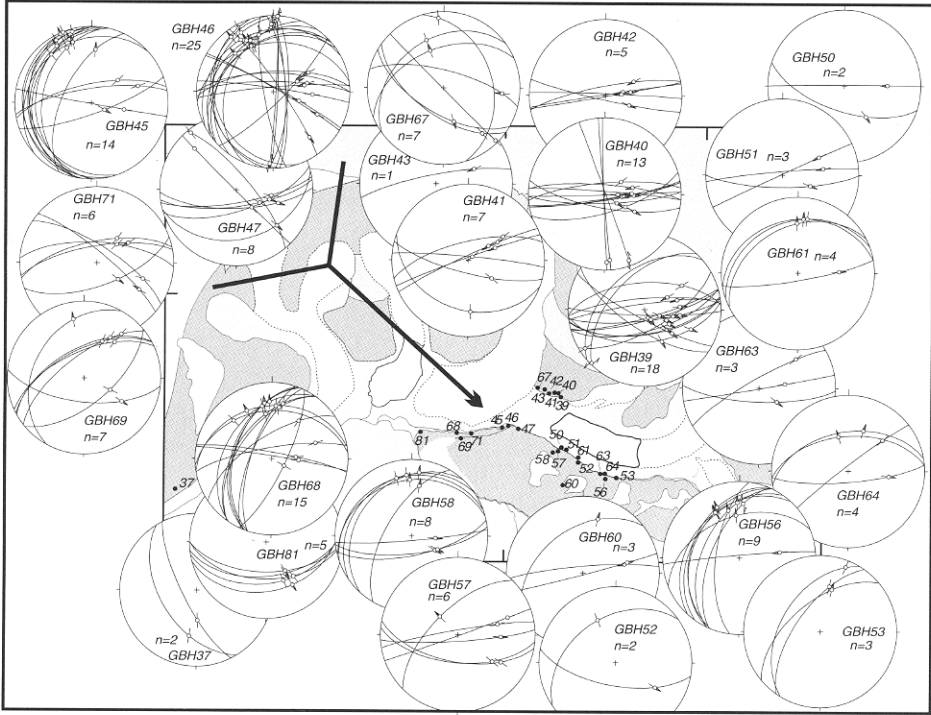 GBH46
n=25
GBH45
n=14
GBH67
n=7
GBH42
n=5
GBH50
n=2
GBH43
n=1
GBH40
n=13
GBH51 n=3
GBH71
n=6
GBH47
n=8
GBH41
n=7
GBH61 n=4
GBH39
n=18
GBH63
n=3
GBH69
n=7
67 42 40
43 41 39
68 45 46
47
81 69 71
50 51 61
58 57 52 63 64
53
60 56
37
GBH68
n=15
GBH58
n=8
GBH64
n=4
GBH81 n=5
GBH60
n=3
GBH56
n=9
GBH57
n=6
GBH52
n=2
GBH53
n=3
n=2
GBH37